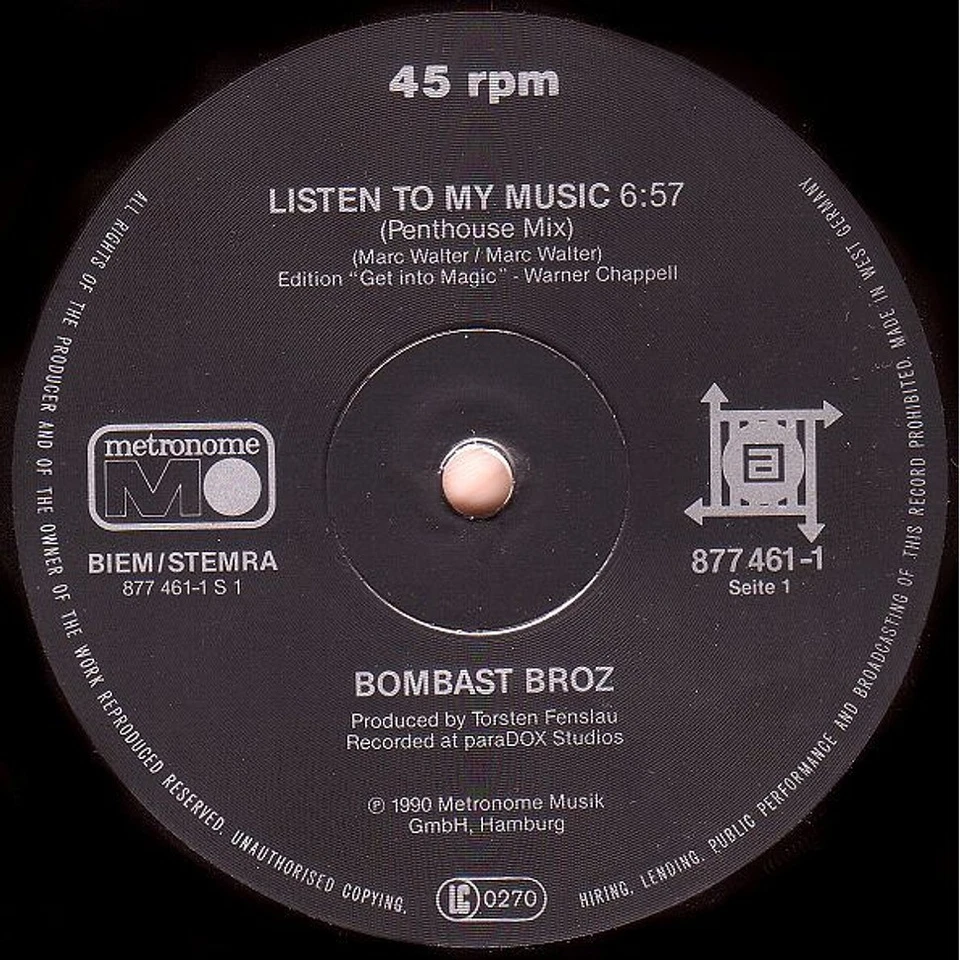 45 rpm
LISTEN TO MY MUSIC 6:57
(Penthouse Mix)
(Marc Walter / Marc Walter)
Edition "Get into Magic" - Warner Chappell
metronome
MO
BIEM/STEMRA
877 461-1 S 1
a
877 461-1
Seite 1
BOMBAST BROZ
Produced by Torsten Fenslau
Recorded at paraDOX Studios
℗ 1990 Metronome Musik
GmbH, Hamburg
LC 0270
ALL RIGHTS OF THE PRODUCER AND OF THE OWNER OF THE WORK REPRODUCED RESERVED. UNAUTHORISED COPYING, HIRING, LENDING, PUBLIC PERFORMANCE AND BROADCASTING OF THIS RECORD PROHIBITED. MADE IN WEST GERMANY